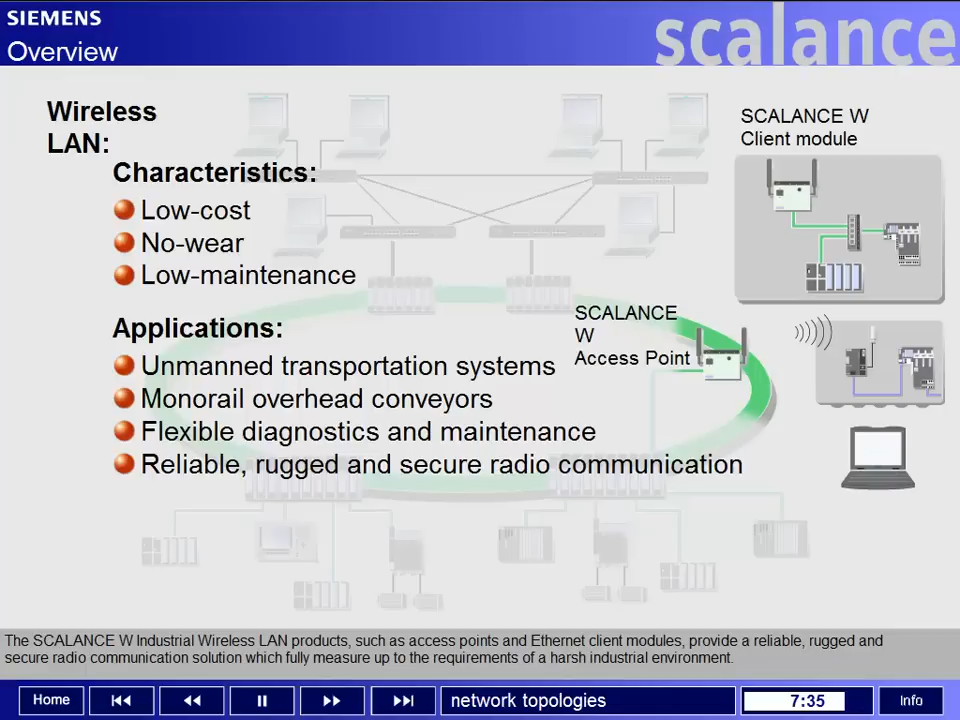 SIEMENS
Overview
scalance
Wireless
LAN:
Characteristics:
Low-cost
No-wear
Low-maintenance
Applications:
Unmanned transportation systems
Monorail overhead conveyors
Flexible diagnostics and maintenance
Reliable, rugged and secure radio communication
SCALANCE
W
Access Point
SCALANCE W
Client module
The SCALANCE W Industrial Wireless LAN products, such as access points and Ethernet client modules, provide a reliable, rugged and
secure radio communication solution which fully measure up to the requirements of a harsh industrial environment.
Home
network topologies
7:35
Info